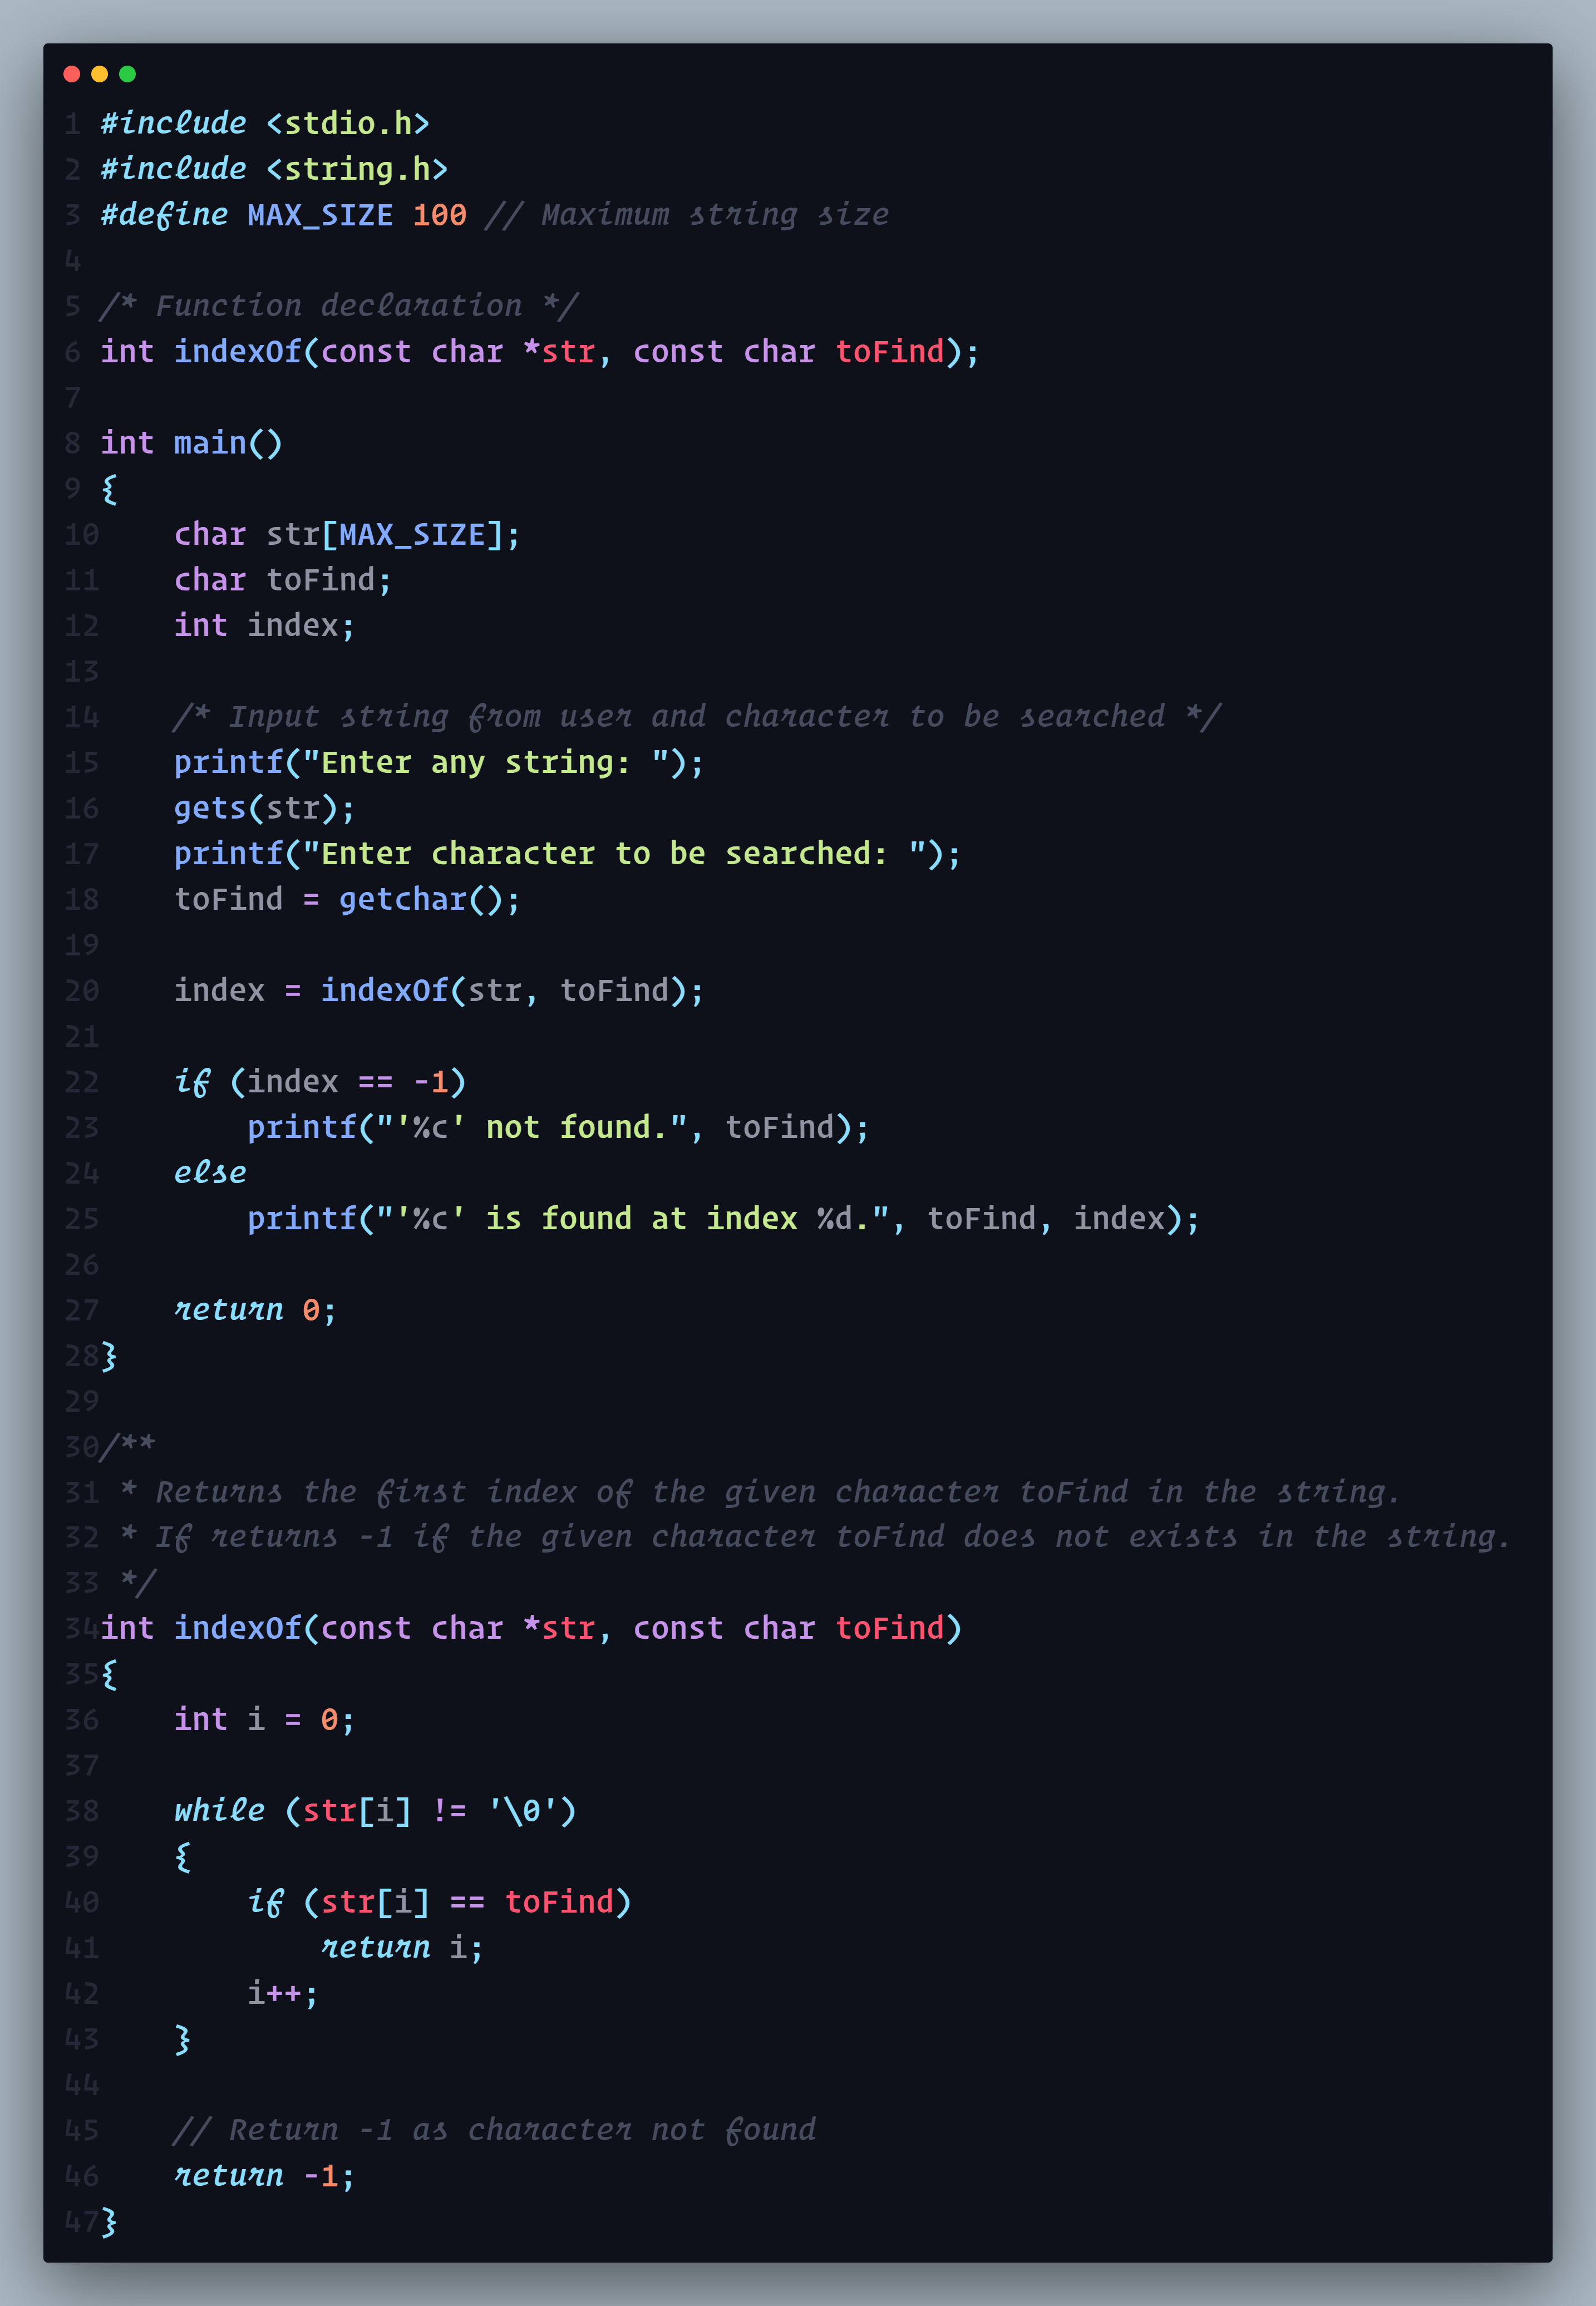 1 #include <stdio.h>
2 #include <string.h>
3 #define MAX_SIZE 100 // Maximum string size
4
5 /* Function declaration */
6 int indexOf(const char *str, const char toFind);
7
8 int main()
9 {
10     char str[MAX_SIZE];
11     char toFind;
12     int index;
13
14     /* Input string from user and character to be searched */
15     printf("Enter any string: ");
16     gets(str);
17     printf("Enter character to be searched: ");
18     toFind = getchar();
19
20     index = indexOf(str, toFind);
21
22     if (index == -1)
23         printf("'%c' not found.", toFind);
24     else
25         printf("'%c' is found at index %d.", toFind, index);
26
27     return 0;
28 }
29
30 /**
31  * Returns the first index of the given character toFind in the string.
32  * If returns -1 if the given character toFind does not exists in the string.
33  */
34 int indexOf(const char *str, const char toFind)
35 {
36     int i = 0;
37
38     while (str[i] != '\0')
39     {
40         if (str[i] == toFind)
41             return i;
42         i++;
43     }
44
45     // Return -1 as character not found
46     return -1;
47 }